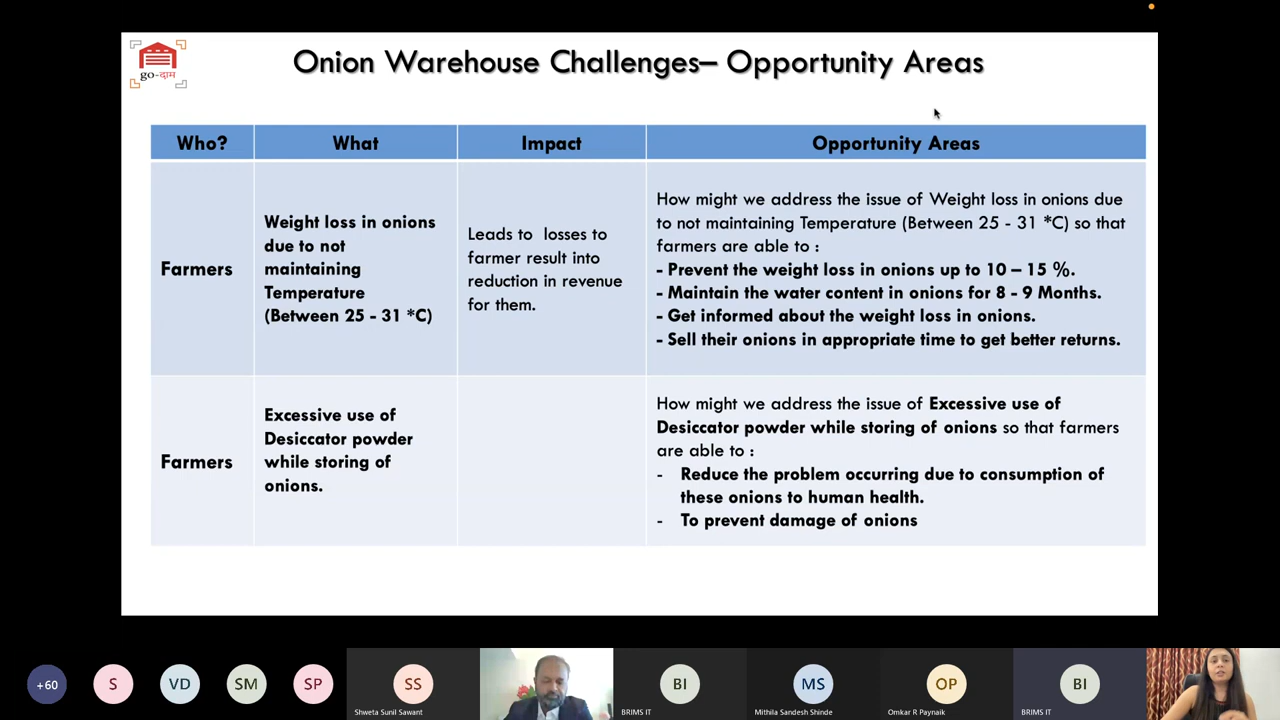 go-दाम
Onion Warehouse Challenges– Opportunity Areas
Who?
What
Impact
Opportunity Areas
Farmers
Weight loss in onions
due to not
maintaining
Temperature
(Between 25 - 31 *C)
Leads to losses to
farmer result into
reduction in revenue
for them.
How might we address the issue of Weight loss in onions due
to not maintaining Temperature (Between 25 - 31 *C) so that
farmers are able to :
- Prevent the weight loss in onions up to 10 – 15 %.
- Maintain the water content in onions for 8 - 9 Months.
- Get informed about the weight loss in onions.
- Sell their onions in appropriate time to get better returns.
Farmers
Excessive use of
Desiccator powder
while storing of
onions.
How might we address the issue of Excessive use of
Desiccator powder while storing of onions so that farmers
are able to :
- Reduce the problem occurring due to consumption of
these onions to human health.
- To prevent damage of onions
+60
S
VD
SM
SP
SS
Shweta Sunil Sawant
BI
BRIMS IT
MS
Mithila Sandesh Shinde
OP
Omkar R Paynaik
BI
BRIMS IT